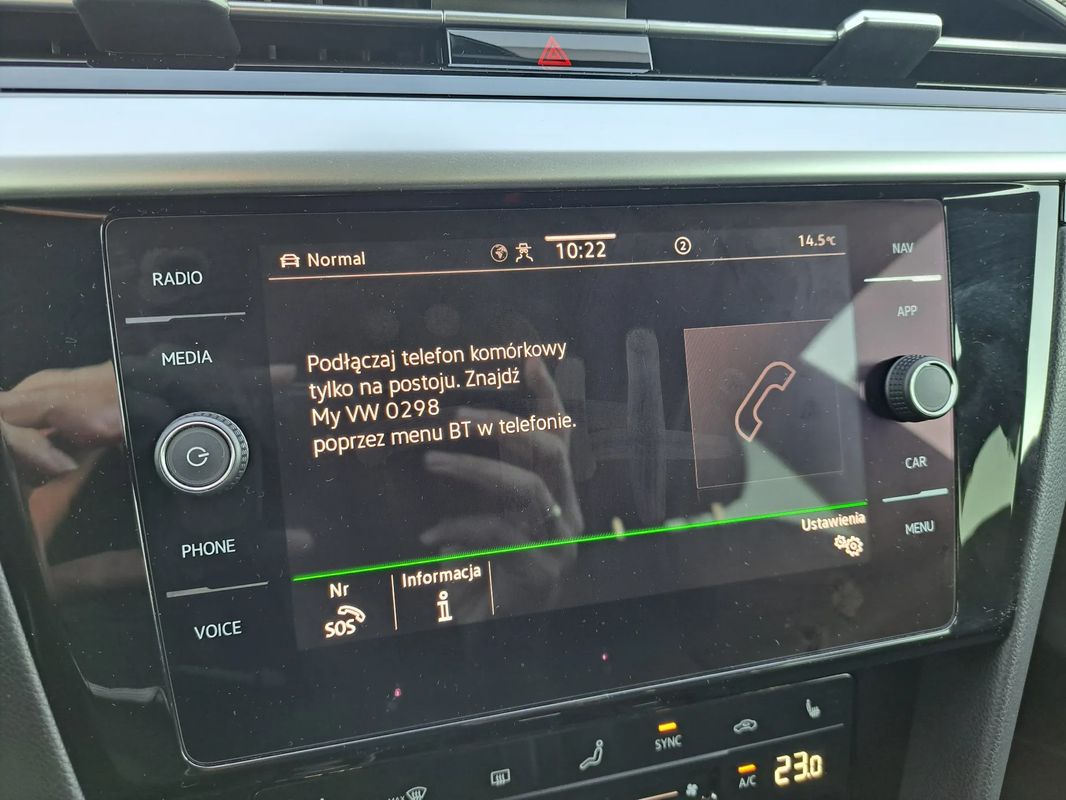 Normal
10:22
2
14.5°C
RADIO
MEDIA
PHONE
VOICE
Podłączaj telefon komórkowy
tylko na postoju. Znajdź
My VW 0298
poprzez menu BT w telefonie.
NAV
APP
CAR
MENU
Ustawienia
Nr
SOS
Informacja
i
SYNC
MAX
A/C
23.0